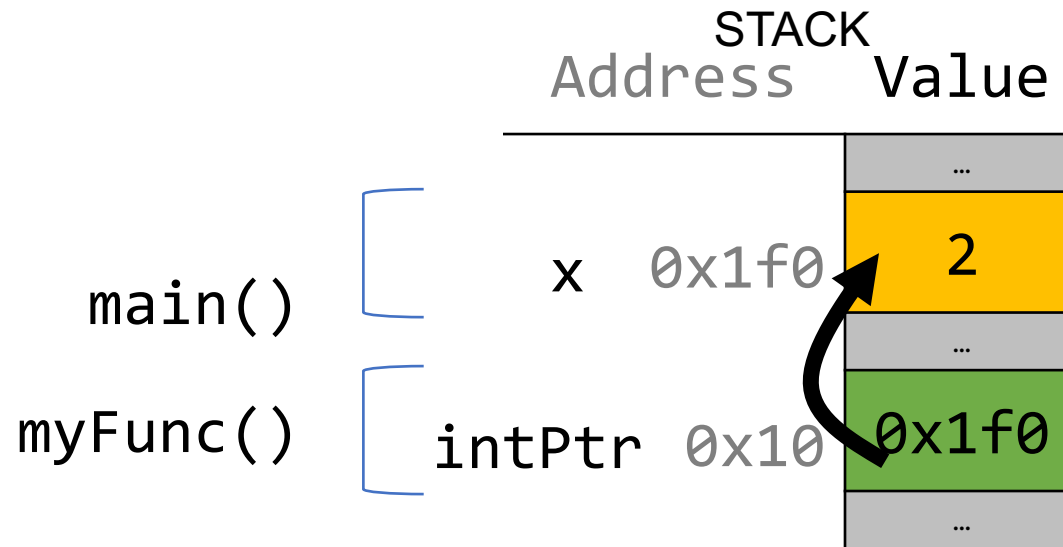 STACK
Address Value
…
x 0x1f0 2
main()
…
myFunc()
intPtr 0x10 0x1f0
…